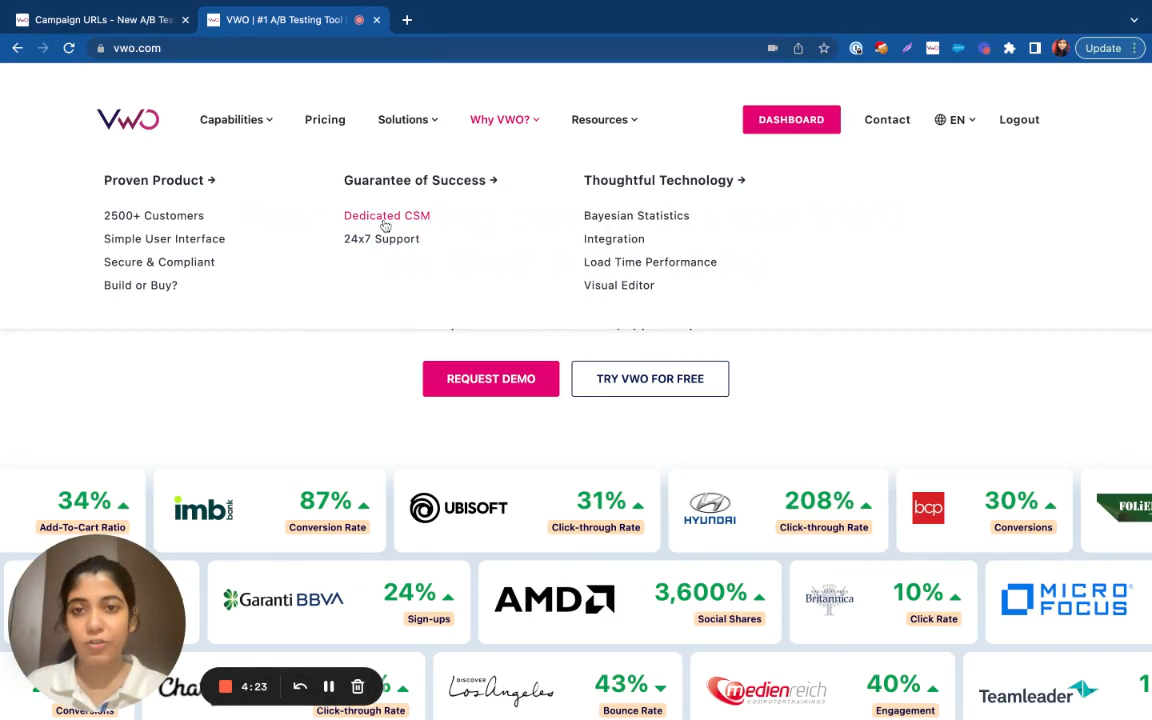 Campaign URLs - New A/B Tes
VWO | #1 A/B Testing Tool
vwo.com
Update
VWO
Capabilities
Pricing
Solutions
Why VWO?
Resources
DASHBOARD
Contact
EN
Logout
Proven Product →
2500+ Customers
Simple User Interface
Secure & Compliant
Build or Buy?
Guarantee of Success →
Dedicated CSM
24x7 Support
Thoughtful Technology →
Bayesian Statistics
Integration
Load Time Performance
Visual Editor
REQUEST DEMO
TRY VWO FOR FREE
34%
Add-To-Cart Ratio
imb bank
87%
Conversion Rate
UBISOFT
31%
Click-through Rate
HYUNDAI
208%
Click-through Rate
bcp
30%
Conversions
FOLIE
Garanti BBVA
24%
Sign-ups
AMD
3,600%
Social Shares
Britannica
10%
Click Rate
MICRO
FOCUS
Conversions
Cha
%
Click-through Rate
DISCOVER
Los Angeles
43%
Bounce Rate
medienreich
COMPUTERTRAININGS
40%
Engagement
Teamleader
1
4:23